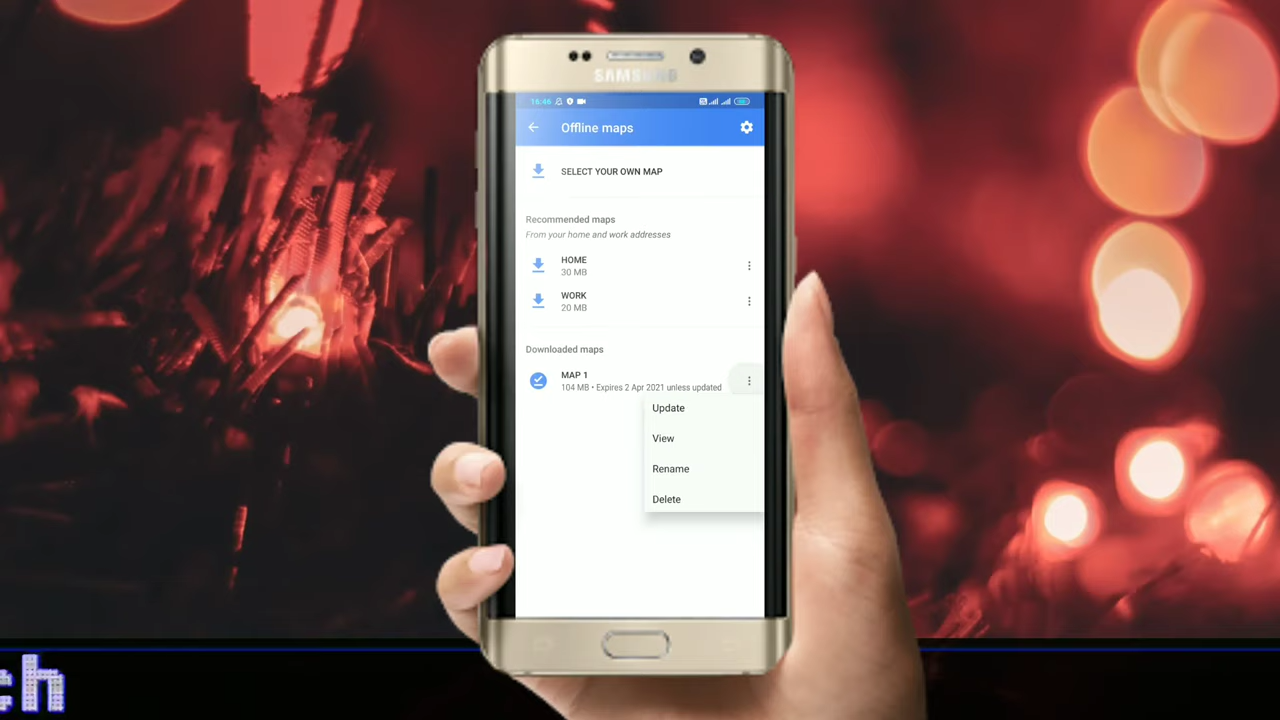 SAMSUNG
16:46
Offline maps
SELECT YOUR OWN MAP
Recommended maps
From your home and work addresses
HOME
30 MB
WORK
20 MB
Downloaded maps
MAP 1
104 MB • Expires 2 Apr 2021 unless updated
Update
View
Rename
Delete
ch